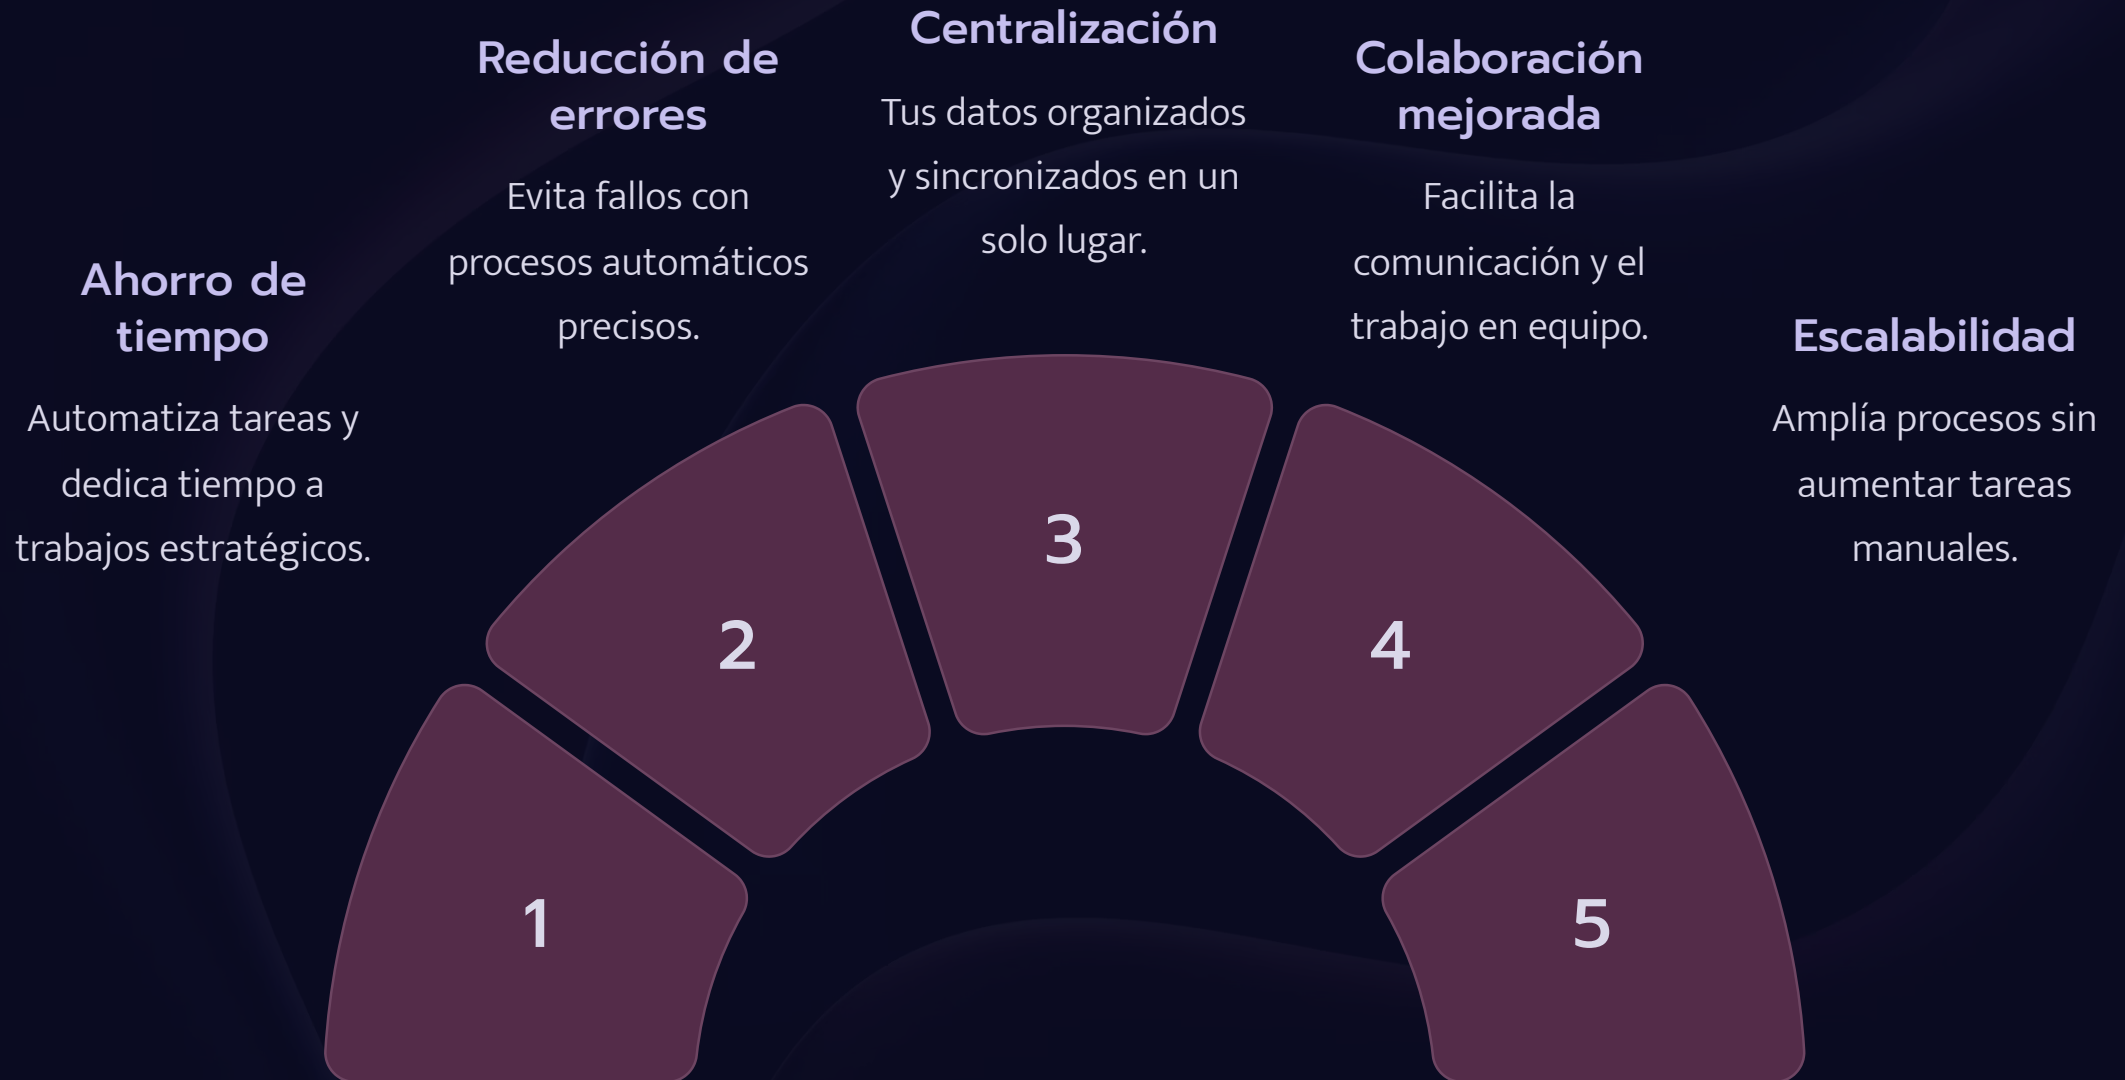 Ahorro de
tiempo
Automatiza tareas y
dedica tiempo a
trabajos estratégicos.
Reducción de
errores
Evita fallos con
procesos automáticos
precisos.
Centralización
Tus datos organizados
y sincronizados en un
solo lugar.
Colaboración
mejorada
Facilita la
comunicación y el
trabajo en equipo.
Escalabilidad
Amplía procesos sin
aumentar tareas
manuales.
1
2
3
4
5